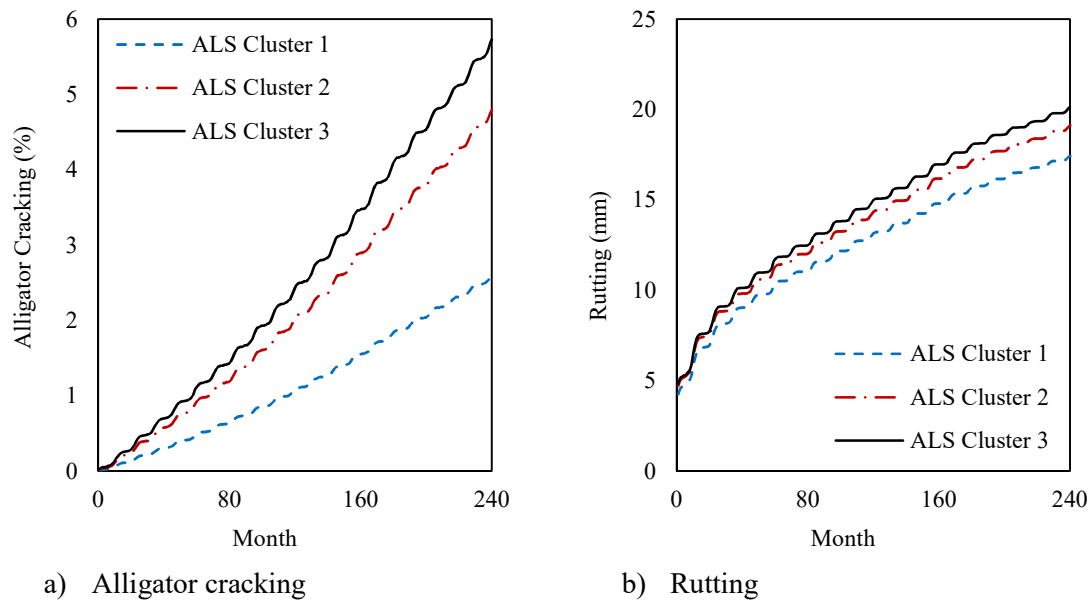 6
5
4
3
2
1
0
Alligator Cracking (%)
ALS Cluster 1
ALS Cluster 2
ALS Cluster 3
0 80 160 240
Month
a) Alligator cracking
25
20
15
10
5
0
Rutting (mm)
ALS Cluster 1
ALS Cluster 2
ALS Cluster 3
0 80 160 240
Month
b) Rutting